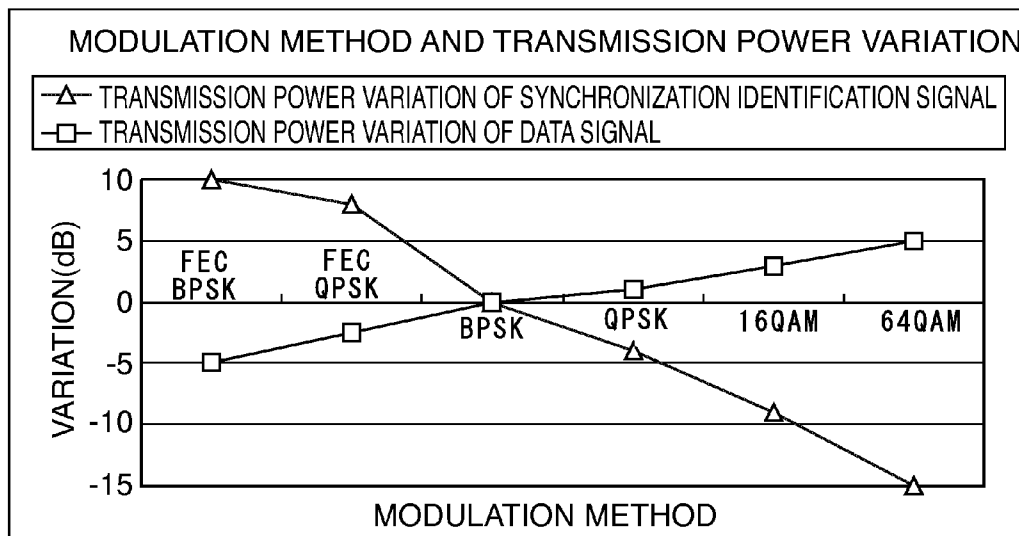 MODULATION METHOD AND TRANSMISSION POWER VARIATION
TRANSMISSION POWER VARIATION OF SYNCHRONIZATION IDENTIFICATION SIGNAL
TRANSMISSION POWER VARIATION OF DATA SIGNAL
VARIATION(dB)
10
5
0
-5
-10
-15
FEC
BPSK
FEC
QPSK
BPSK
QPSK
16QAM
64QAM
MODULATION METHOD